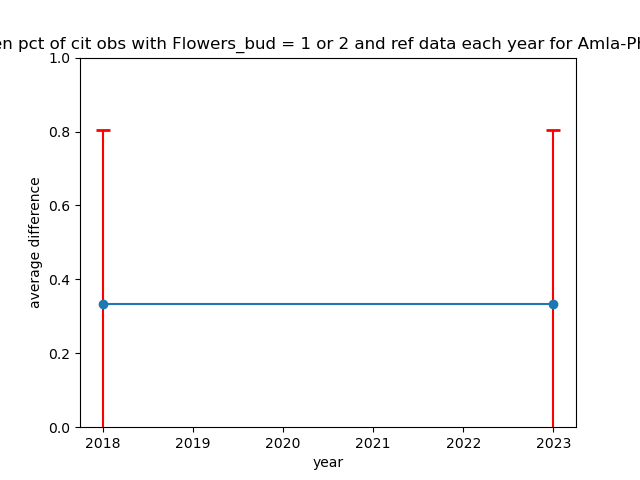 en pct of cit obs with Flowers_bud = 1 or 2 and ref data each year for Amla-Ph
1.0
0.8
0.6
0.4
0.2
0.0
average difference
2018 2019 2020 2021 2022 2023
year